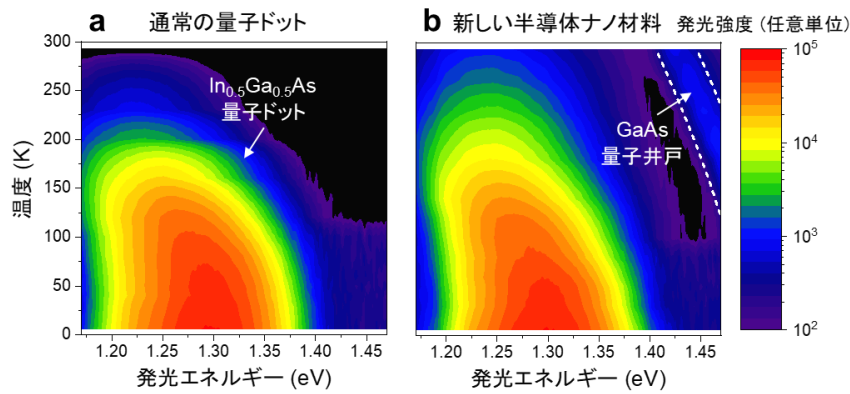 a 通常の量子ドット
b 新しい半導体ナノ材料
発光強度 (任意単位)
300
250
200
150
100
50
0
温度 (K)
In0.5Ga0.5As
量子ドット
GaAs
量子井戸
10^5
10^4
10^3
10^2
1.20 1.25 1.30 1.35 1.40 1.45
発光エネルギー (eV)
1.20 1.25 1.30 1.35 1.40 1.45
発光エネルギー (eV)